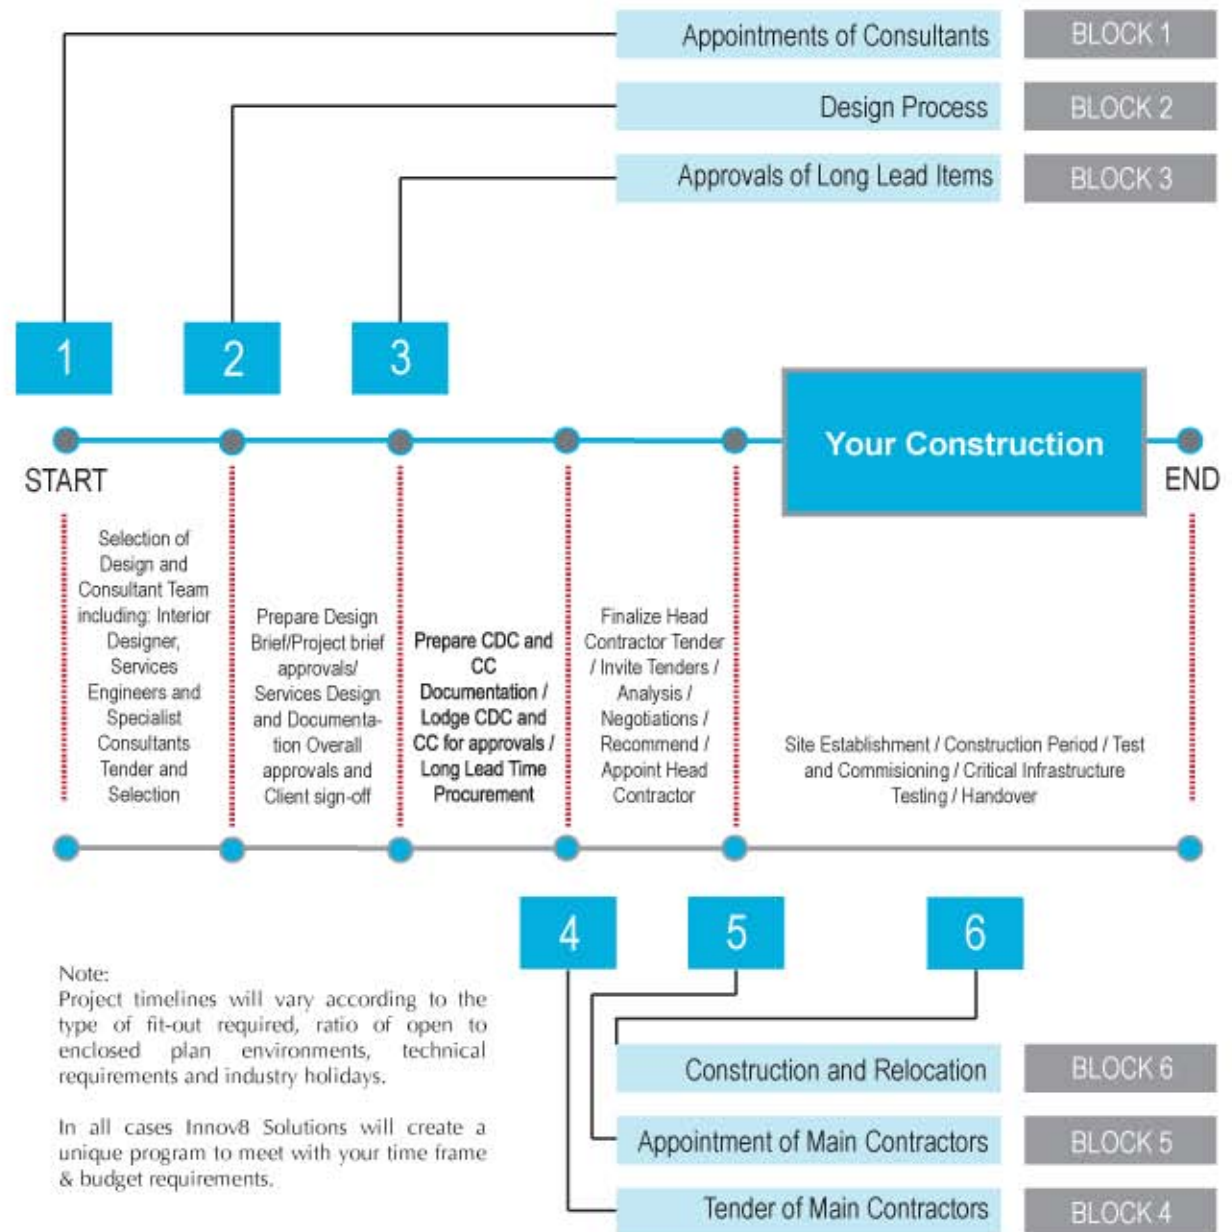 Appointments of Consultants BLOCK 1
Design Process BLOCK 2
Approvals of Long Lead Items BLOCK 3
1 2 3
Your Construction
START
END
Selection of
Design and
Consultant Team
including: Interior
Designer,
Services
Engineers and
Specialist
Consultants
Tender and
Selection
Prepare Design
Brief/Project brief
approvals/
Services Design
and Documenta-
tion Overall
approvals and
Client sign-off
Prepare CDC and
CC
Documentation /
Lodge CDC and
CC for approvals /
Long Lead Time
Procurement
Finalize Head
Contractor Tender
/ Invite Tenders /
Analysis /
Negotiations /
Recommend /
Appoint Head
Contractor
Site Establishment / Construction Period / Test
and Commisioning / Critical Infrastructure
Testing / Handover
4 5 6
Note:
Project timelines will vary according to the
type of fit-out required, ratio of open to
enclosed plan environments, technical
requirements and industry holidays.
In all cases Innov8 Solutions will create a
unique program to meet with your time frame
& budget requirements.
Construction and Relocation BLOCK 6
Appointment of Main Contractors BLOCK 5
Tender of Main Contractors BLOCK 4